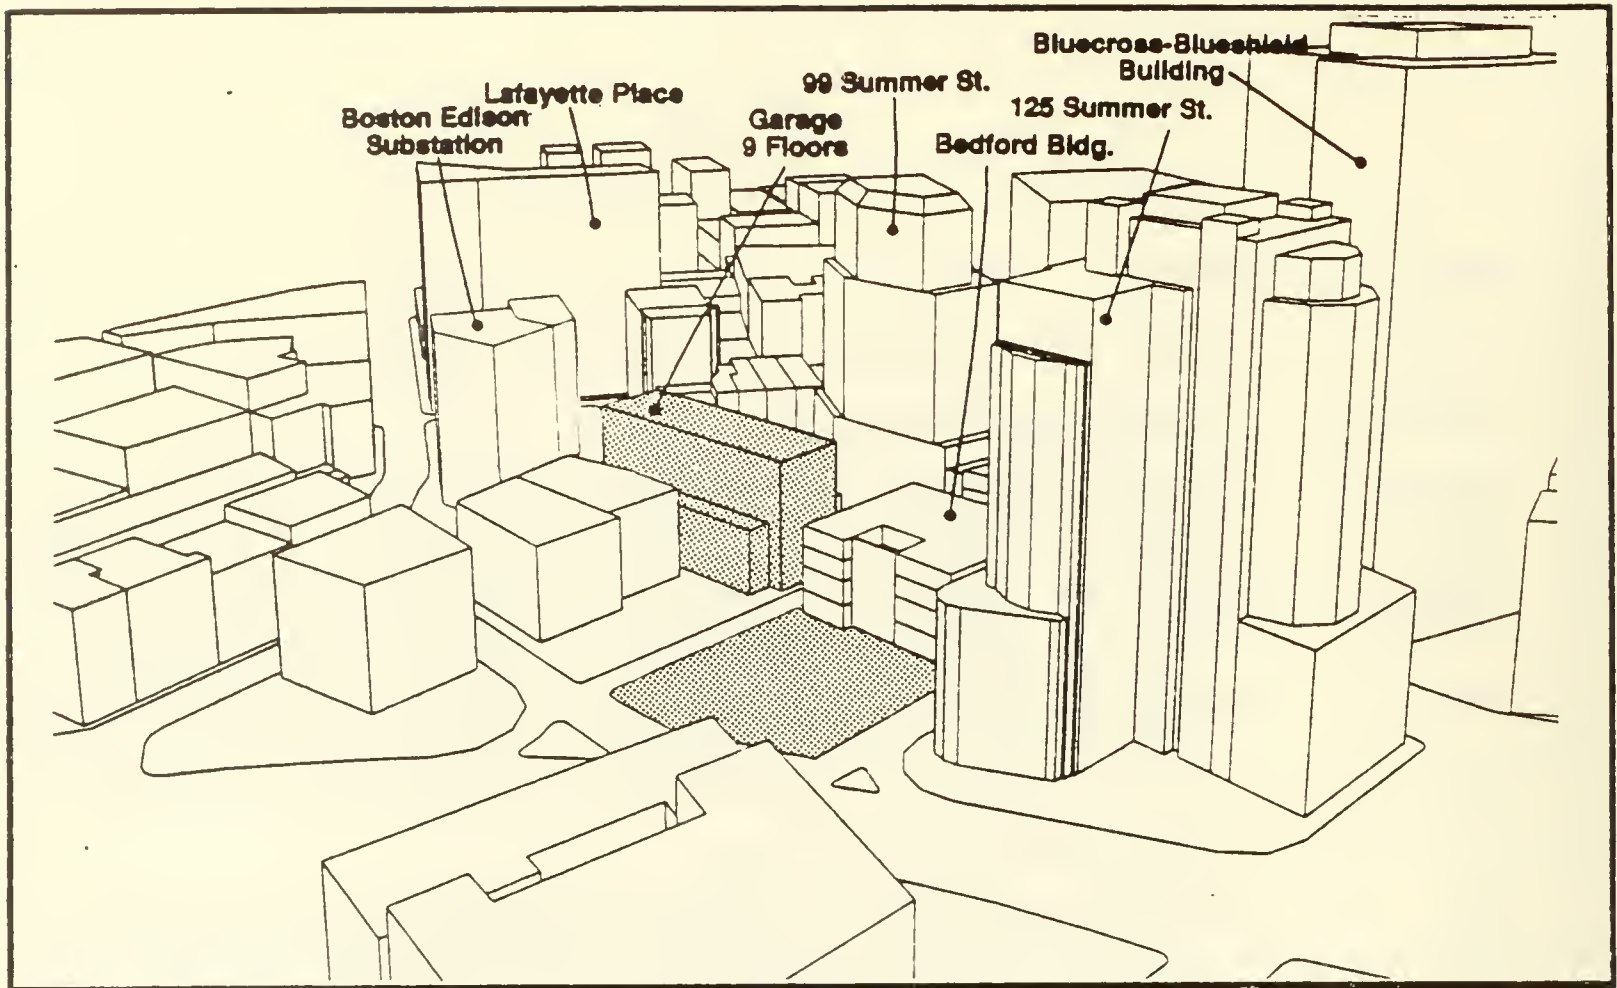 Lafayette Place
Boston Edison
Substation
Garage
9 Floors
99 Summer St.
Bedford Bldg.
125 Summer St.
Bluecross-Blueshield
Building